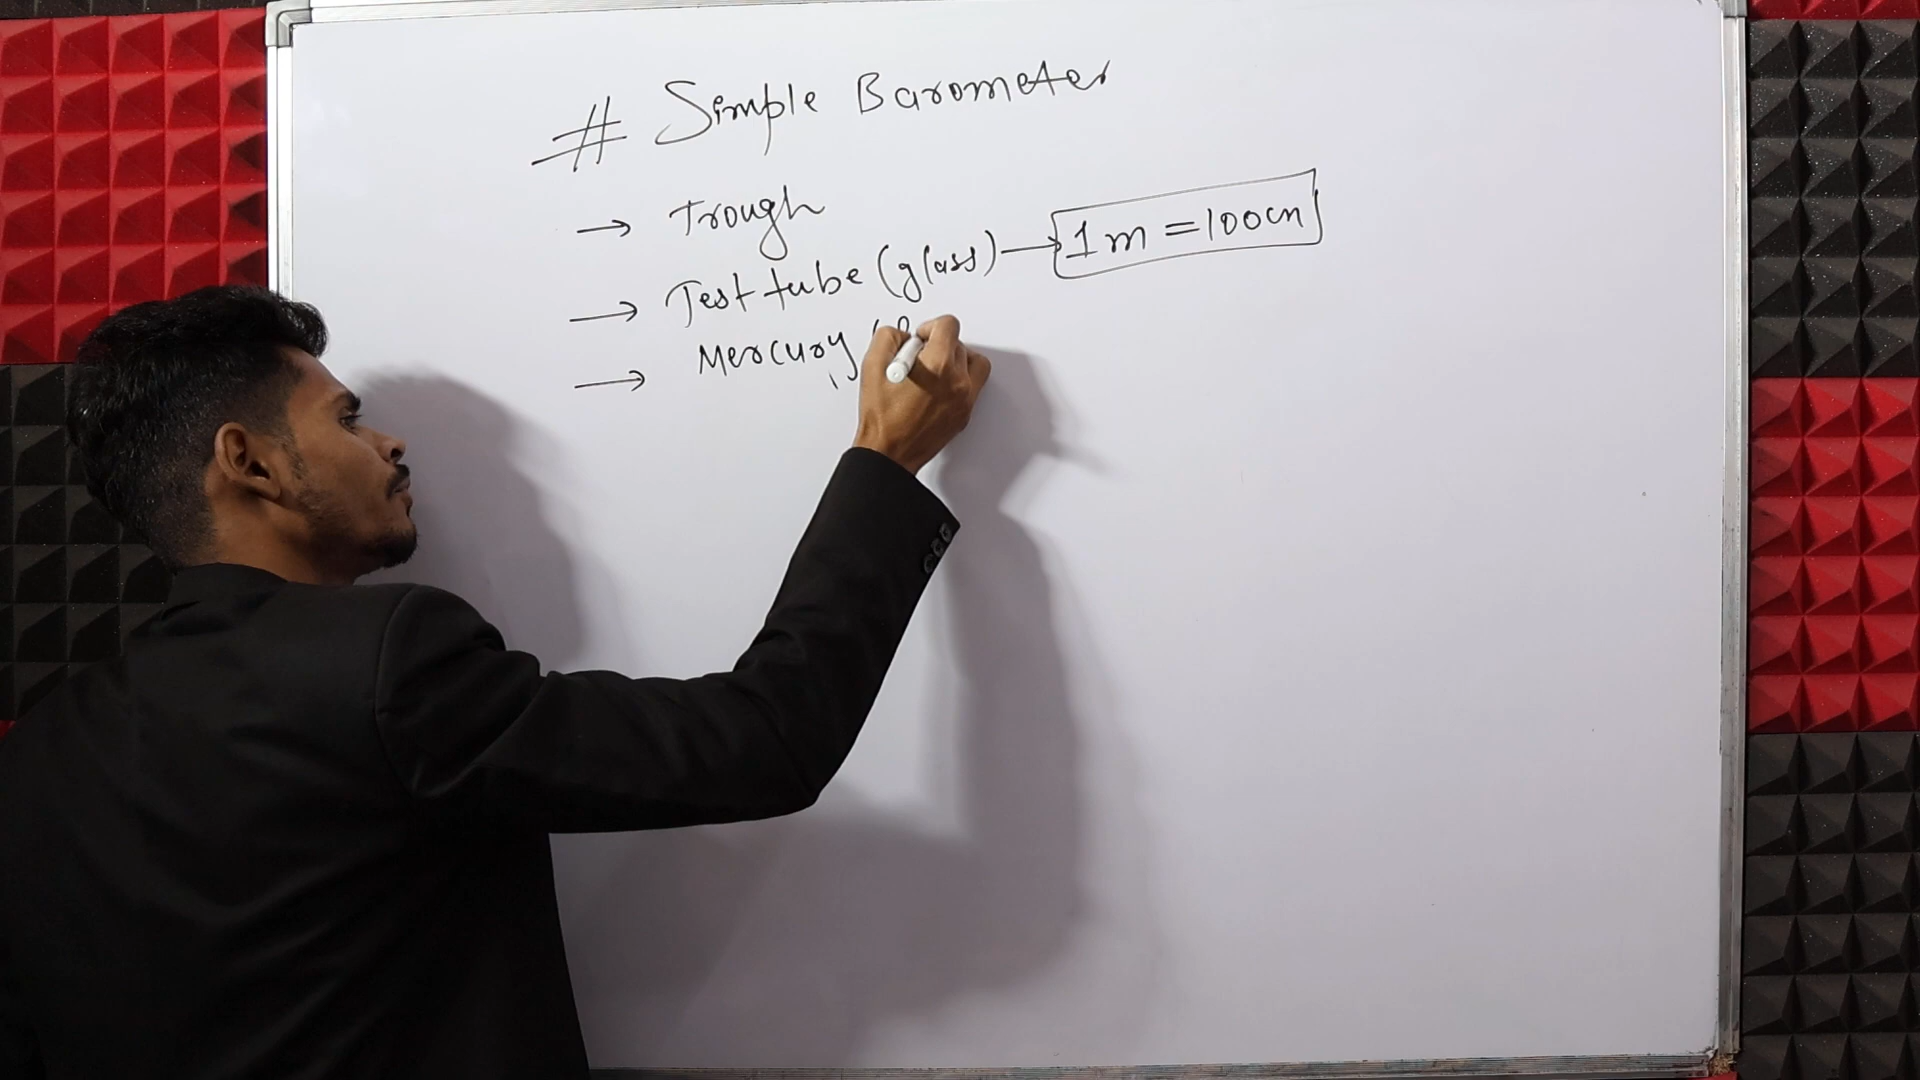 # Simple Barometer
→ Trough
→ Test tube (glass) → 1m = 100cm
→ Mercury (